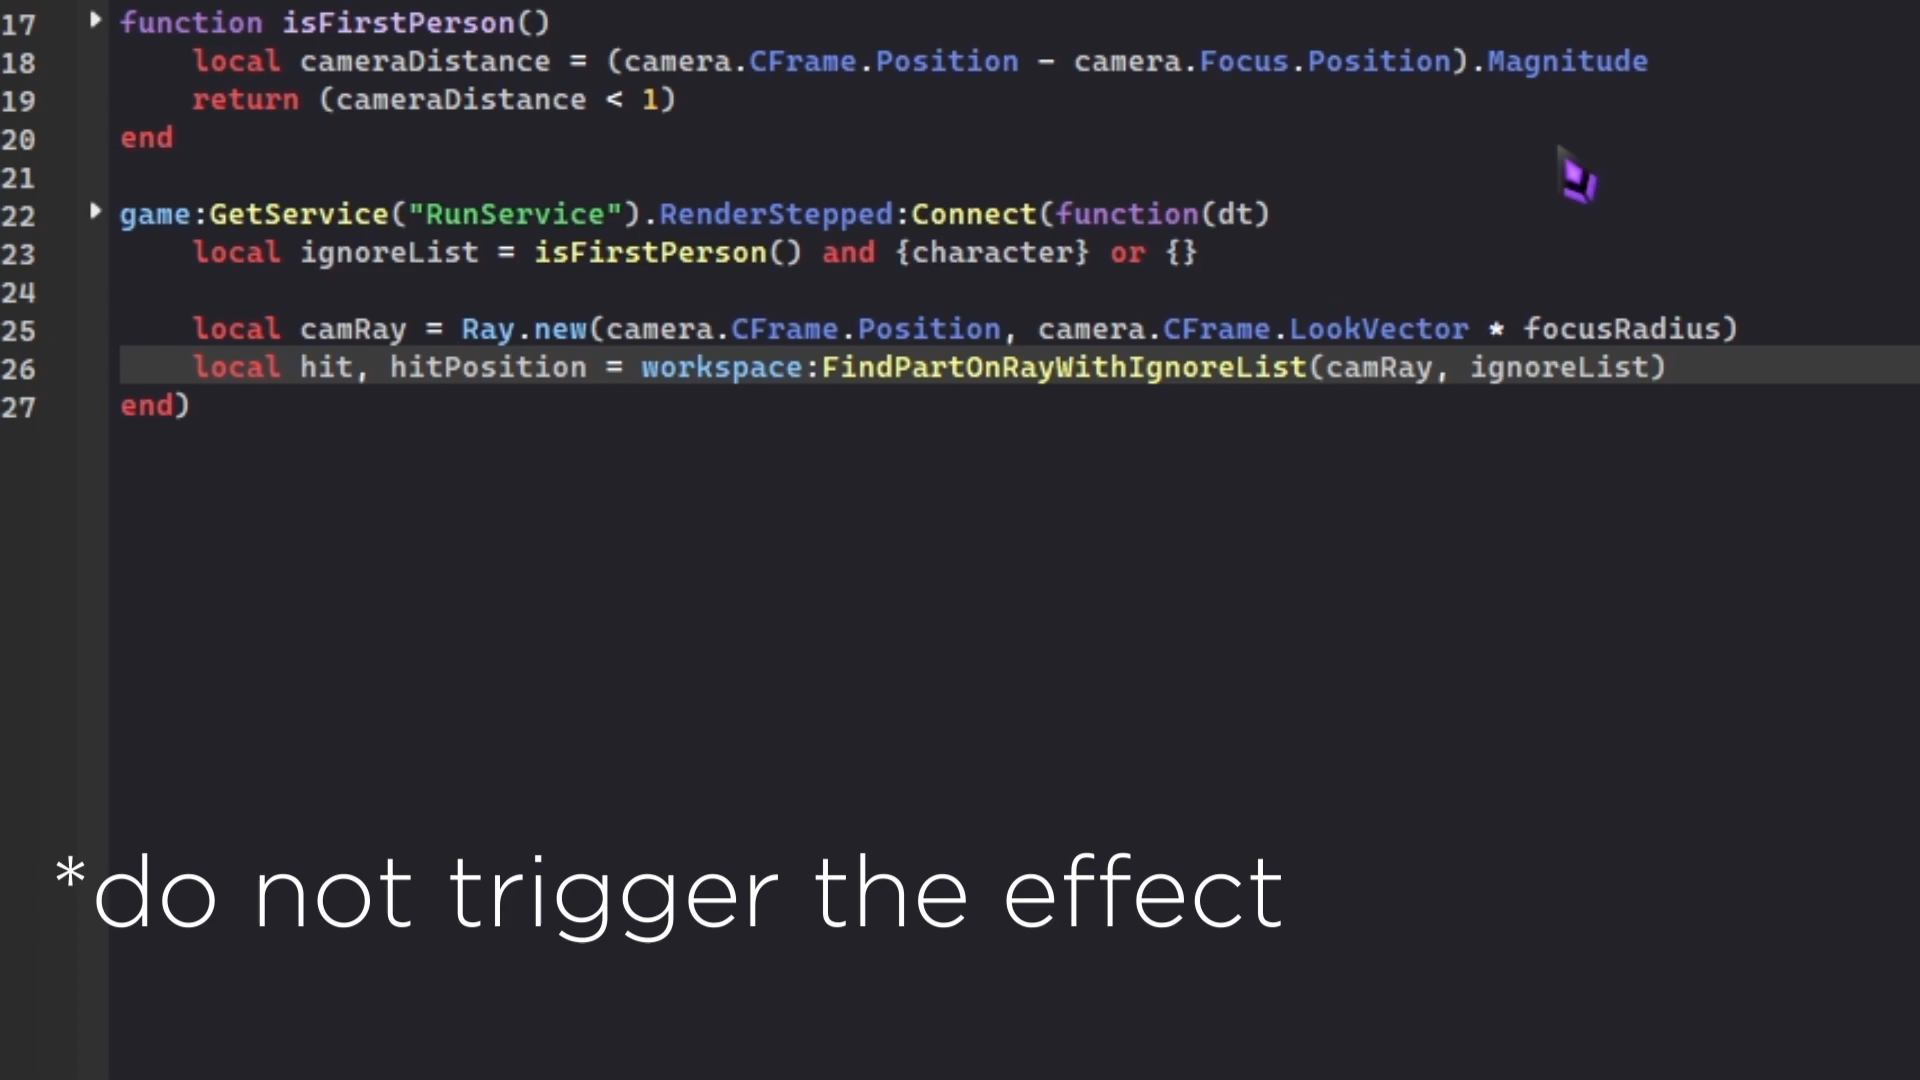 17 function isFirstPerson()
18 local cameraDistance = (camera.CFrame.Position - camera.Focus.Position).Magnitude
19 return (cameraDistance < 1)
20 end
21
22 game:GetService("RunService").RenderStepped:Connect(function(dt)
23 local ignoreList = isFirstPerson() and {character} or {}
24
25 local camRay = Ray.new(camera.CFrame.Position, camera.CFrame.LookVector * focusRadius)
26 local hit, hitPosition = workspace:FindPartOnRayWithIgnoreList(camRay, ignoreList)
27 end)
*do not trigger the effect